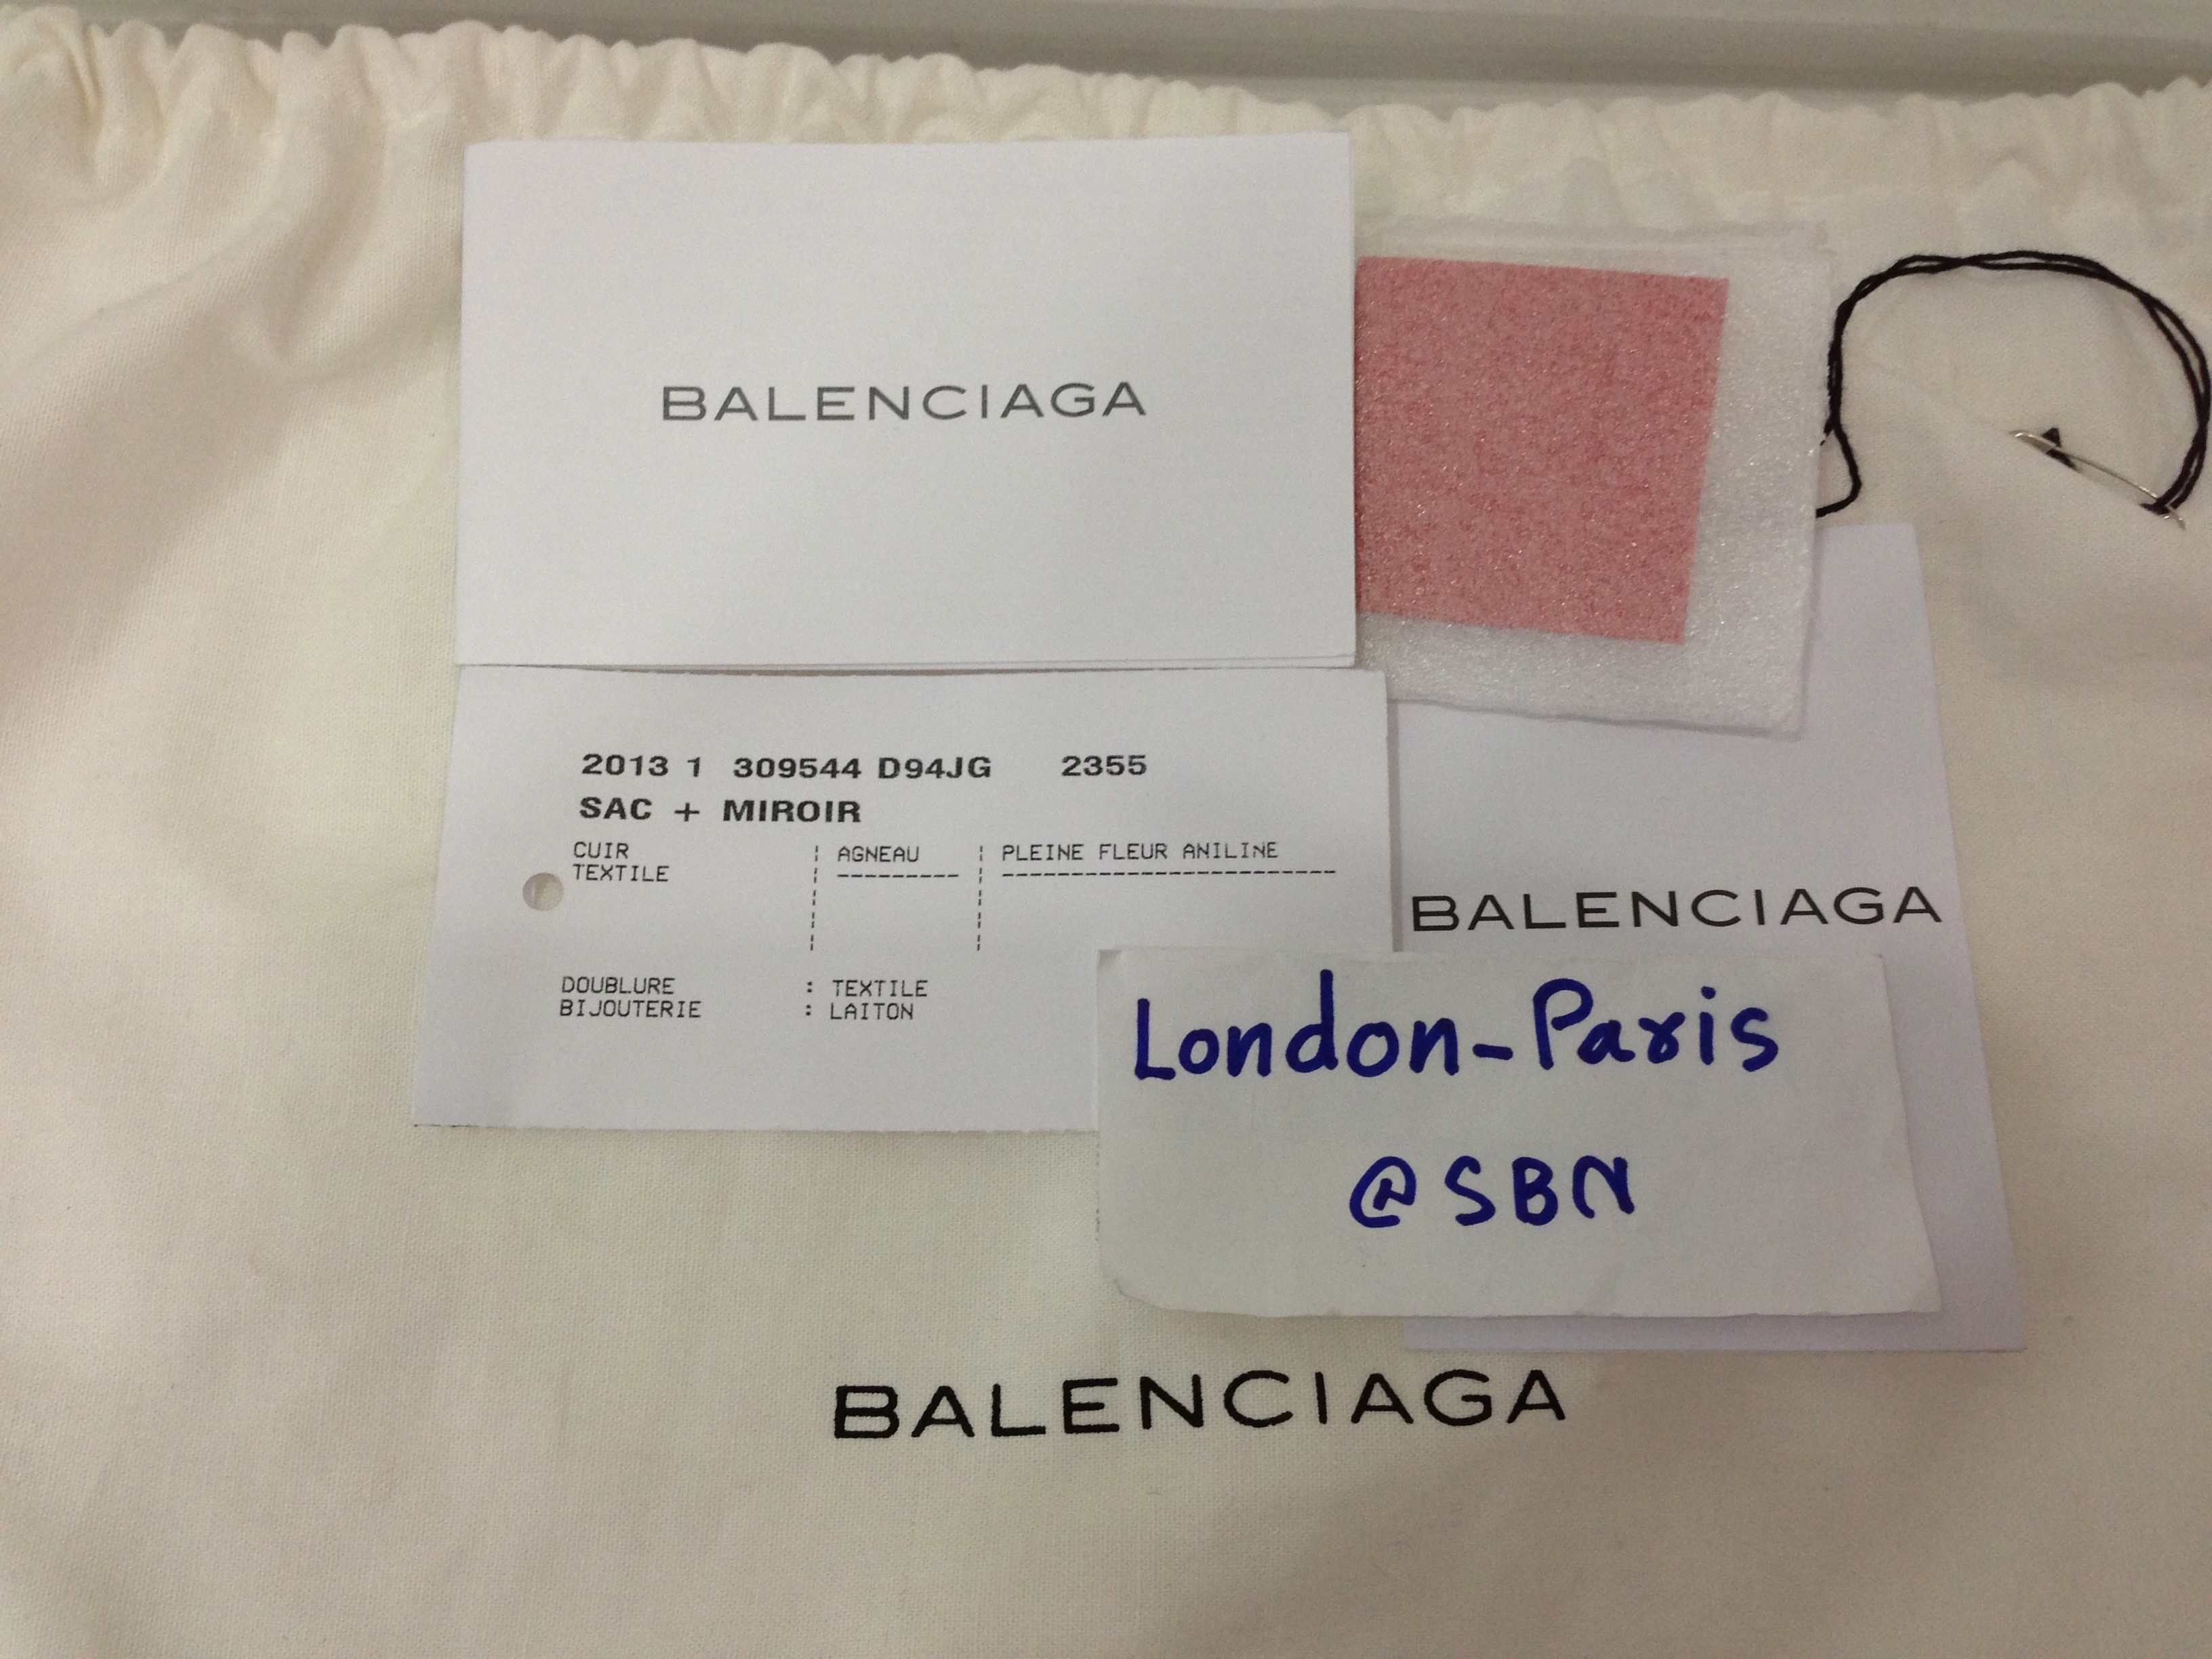 BALENCIAGA
2013 1 309544 D94JG 2355
SAC + MIROIR
CUIR ¦ AGNEAU ¦ PLEINE FLEUR ANILINE
TEXTILE ¦ --------- ¦ -------------------------
DOUBLURE : TEXTILE
BIJOUTERIE : LAITON
BALENCIAGA
London-Paris
@SBN
BALENCIAGA